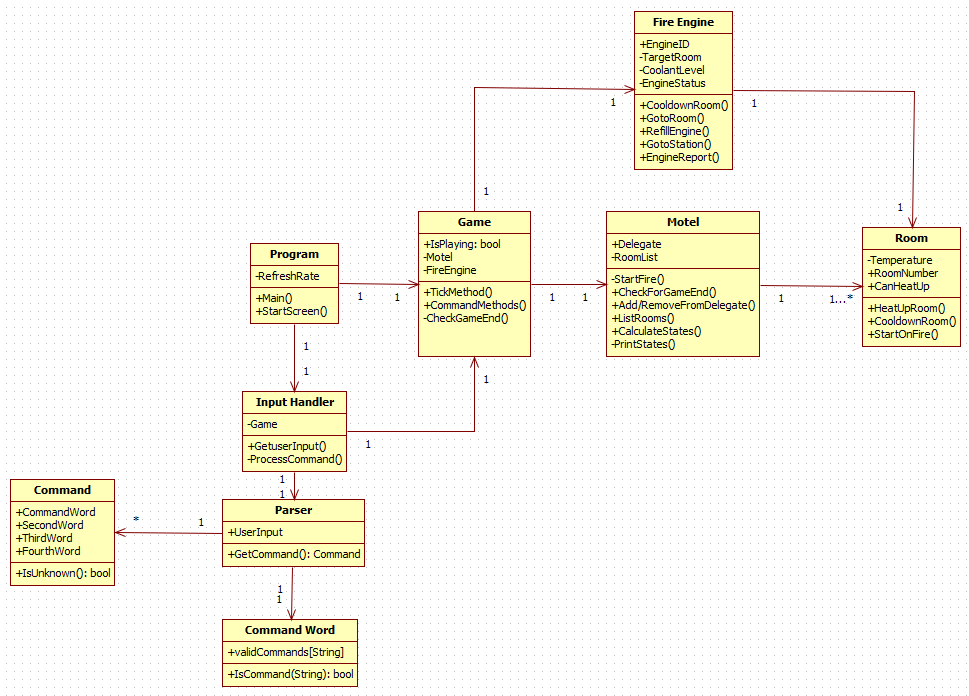 Fire Engine
+EngineID
-TargetRoom
-CoolantLevel
-EngineStatus
+CooldownRoom()
+GotoRoom()
+RefillEngine()
+GotoStation()
+EngineReport()
1
1
1
1
Game
+IsPlaying: bool
-Motel
-FireEngine
+TickMethod()
+CommandMethods()
-CheckGameEnd()
Motel
+Delegate
-RoomList
-StartFire()
+CheckForGameEnd()
+Add/RemoveFromDelegate()
+ListRooms()
+CalculateStates()
-PrintStates()
Room
-Temperature
+RoomNumber
+CanHeatUp
+HeatUpRoom()
+CooldownRoom()
+StartOnFire()
Program
-RefreshRate
+Main()
+StartScreen()
1
1
1
1
1
1...*
1
1
1
1
Input Handler
-Game
+GetuserInput()
-ProcessCommand()
1
1
Command
+CommandWord
+SecondWord
+ThirdWord
+FourthWord
+IsUnknown(): bool
*
1
Parser
+UserInput
+GetCommand(): Command
1
1
Command Word
+validCommands[String]
+IsCommand(String): bool